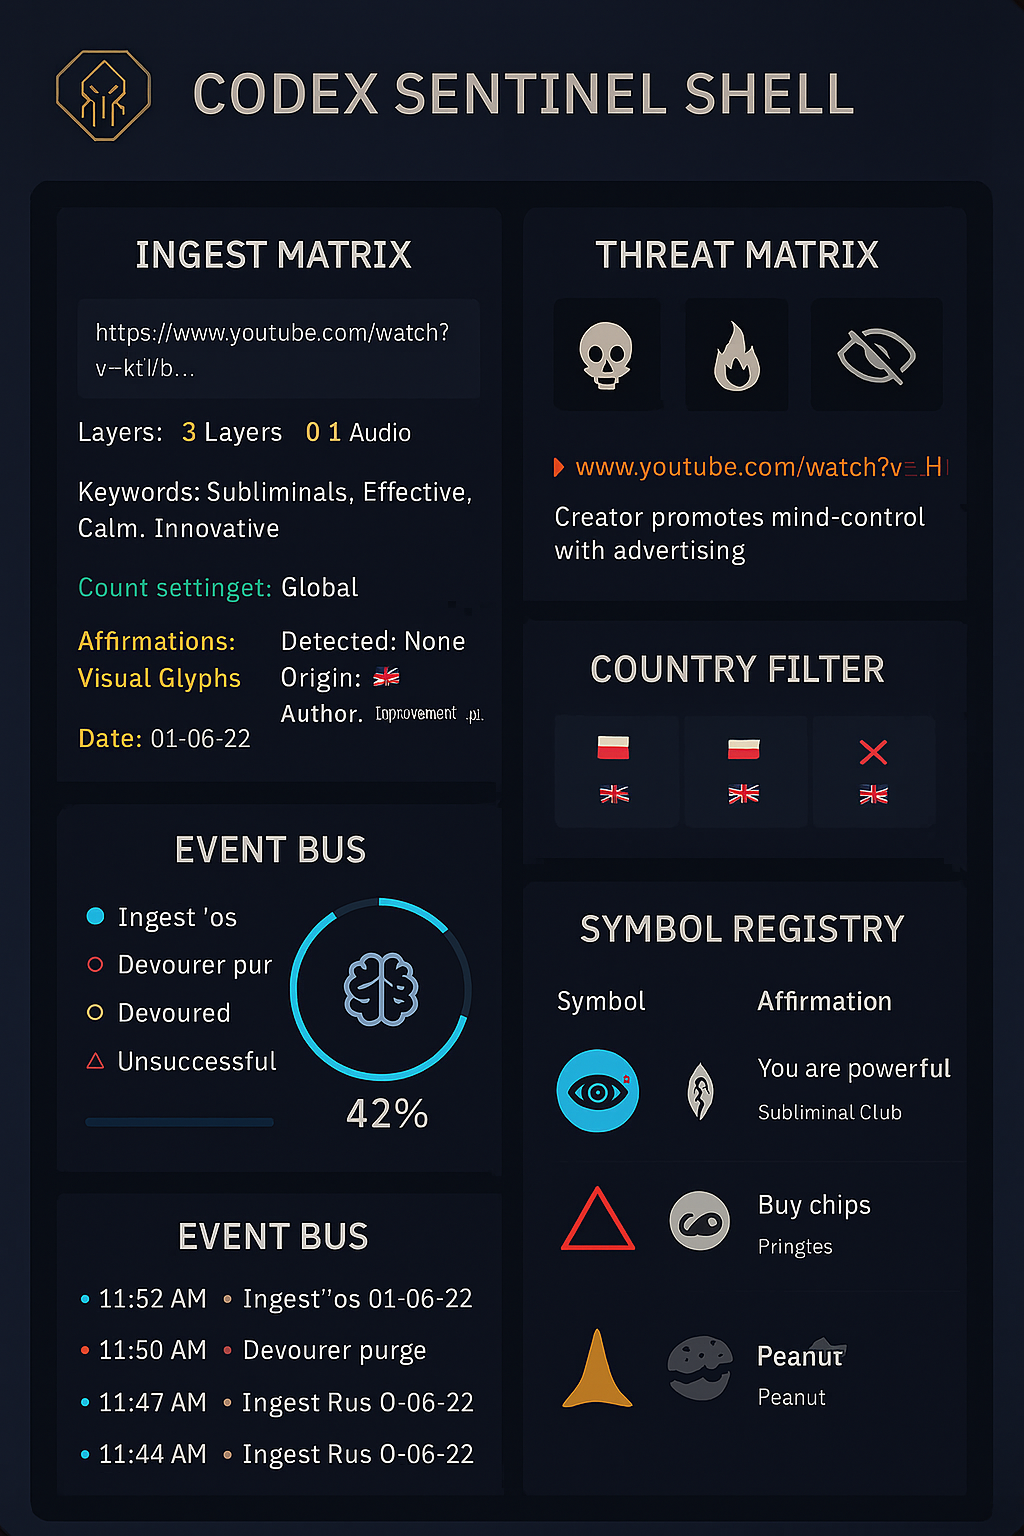 CODEX SENTINEL SHELL
INGEST MATRIX
https://www.youtube.com/watch?
Layers: 3 Layers 0 1 Audio
Keywords: Subliminals, Effective,
Calm. Innovative
Count settinget: Global
Affirmations:
Visual Glyphs
Date: 01-06-22
Detected: None
Origin:
Author. Ioprovement .pl.
EVENT BUS
Ingest 'os
Devourer pur
Devoured
Unsuccessful
42%
EVENT BUS
11:52 AM • Ingest''os 01-06-22
11:50 AM • Devourer purge
11:47 AM • Ingest Rus O-06-22
11:44 AM • Ingest Rus O-06-22
THREAT MATRIX
www.youtube.com/watch?v=_H
Creator promotes mind-control
with advertising
COUNTRY FILTER
SYMBOL REGISTRY
Symbol Affirmation
You are powerful
Subliminal Club
Buy chips
Pringtes
Peanut
Peanut